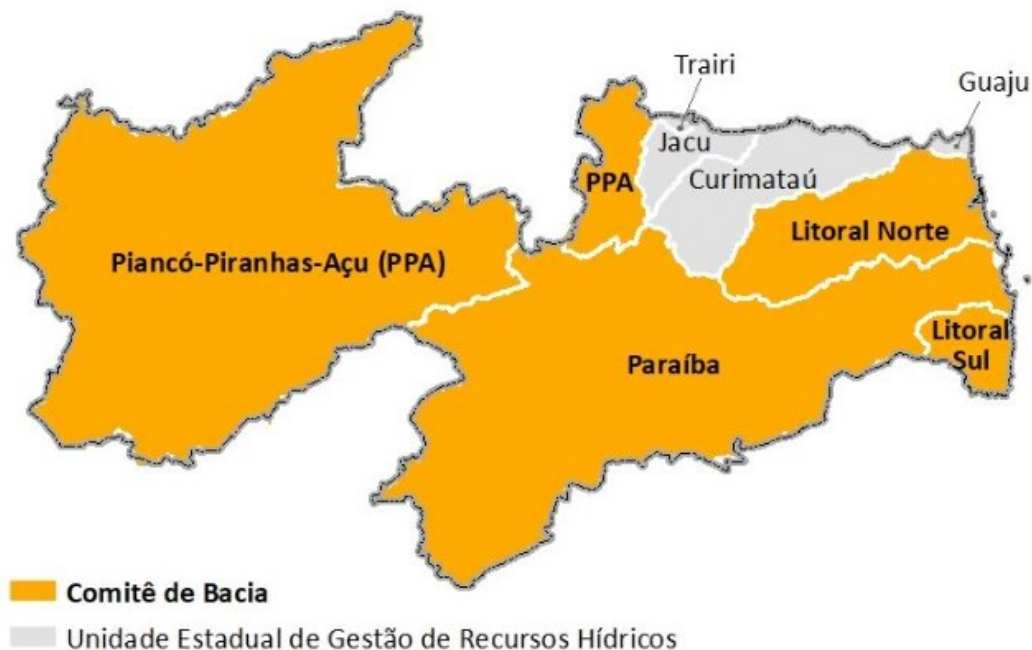 Trairi
Guaju
Jacu
PPA
Curimataú
Litoral Norte
Piancó-Piranhas-Açu (PPA)
Litoral
Sul
Paraíba
Comitê de Bacia
Unidade Estadual de Gestão de Recursos Hídricos